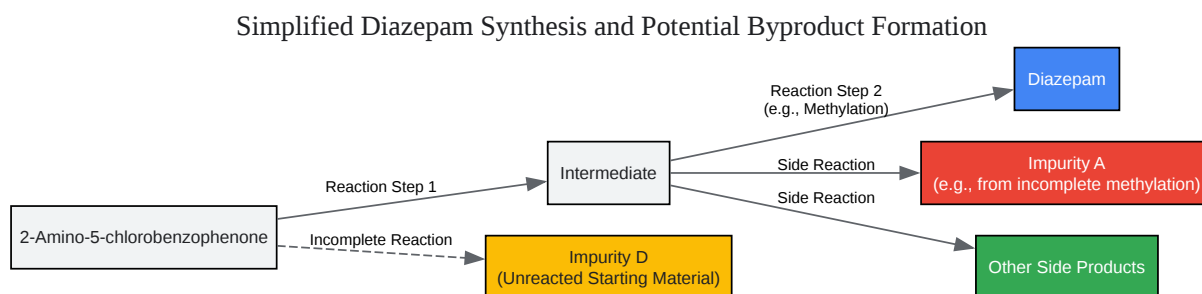 Simplified Diazepam Synthesis and Potential Byproduct Formation
Diazepam
Reaction Step 2
(e.g., Methylation)
Intermediate
Side Reaction
Impurity A
(e.g., from incomplete methylation)
Reaction Step 1
Side Reaction
2-Amino-5-chlorobenzophenone
Incomplete Reaction
Impurity D
(Unreacted Starting Material)
Other Side Products